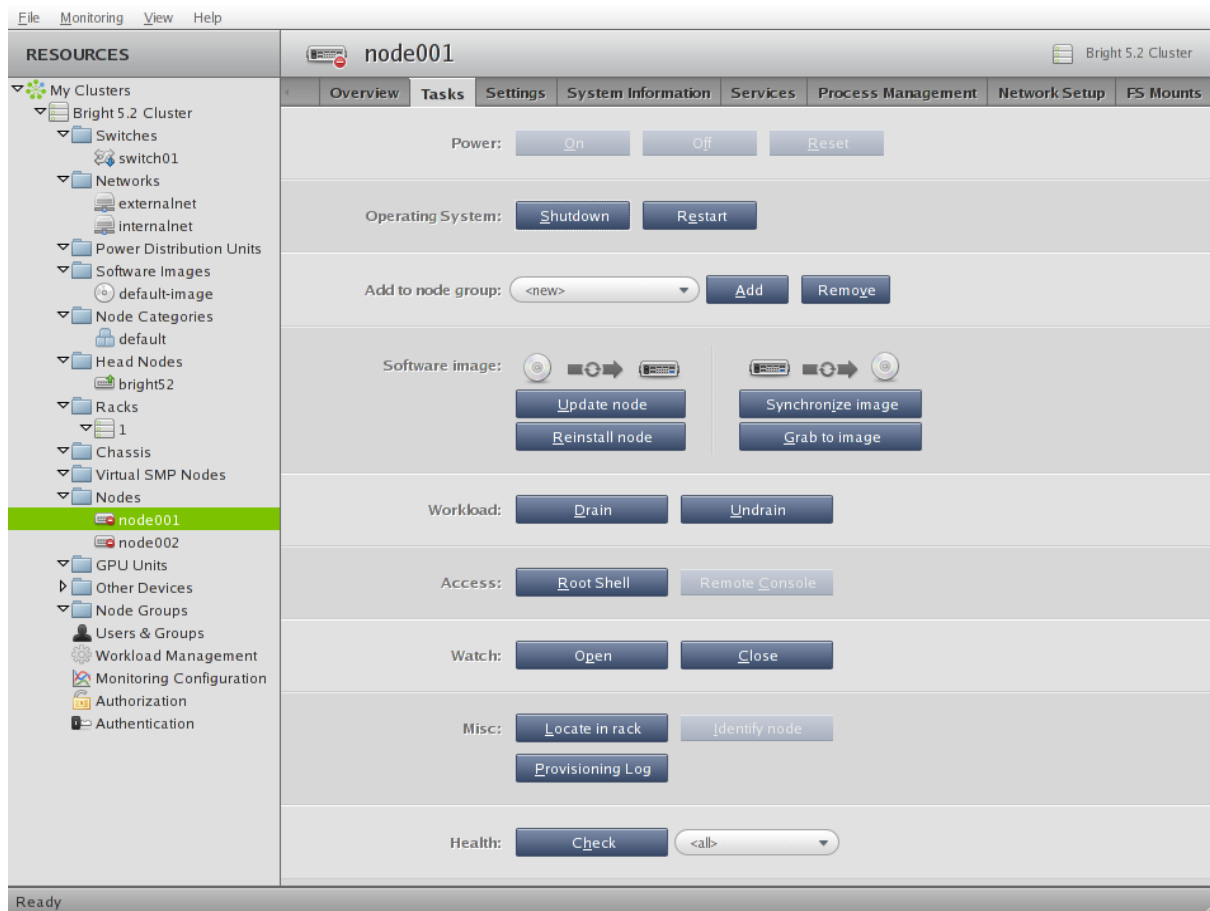 File Monitoring View Help
RESOURCES
node001
Bright 5.2 Cluster
My Clusters
Bright 5.2 Cluster
Switches
switch01
Networks
externalnet
internalnet
Power Distribution Units
Software Images
default-image
Node Categories
default
Head Nodes
bright52
Racks
1
Chassis
Virtual SMP Nodes
Nodes
node001
node002
GPU Units
Other Devices
Node Groups
Users & Groups
Workload Management
Monitoring Configuration
Authorization
Authentication
Overview Tasks Settings System Information Services Process Management Network Setup FS Mounts
Power: On Off Reset
Operating System: Shutdown Restart
Add to node group: <new> Add Remove
Software image:
Update node Synchronize image
Reinstall node Grab to image
Workload: Drain Undrain
Access: Root Shell Remote Console
Watch: Open Close
Misc: Locate in rack Identify node
Provisioning Log
Health: Check <all>
Ready